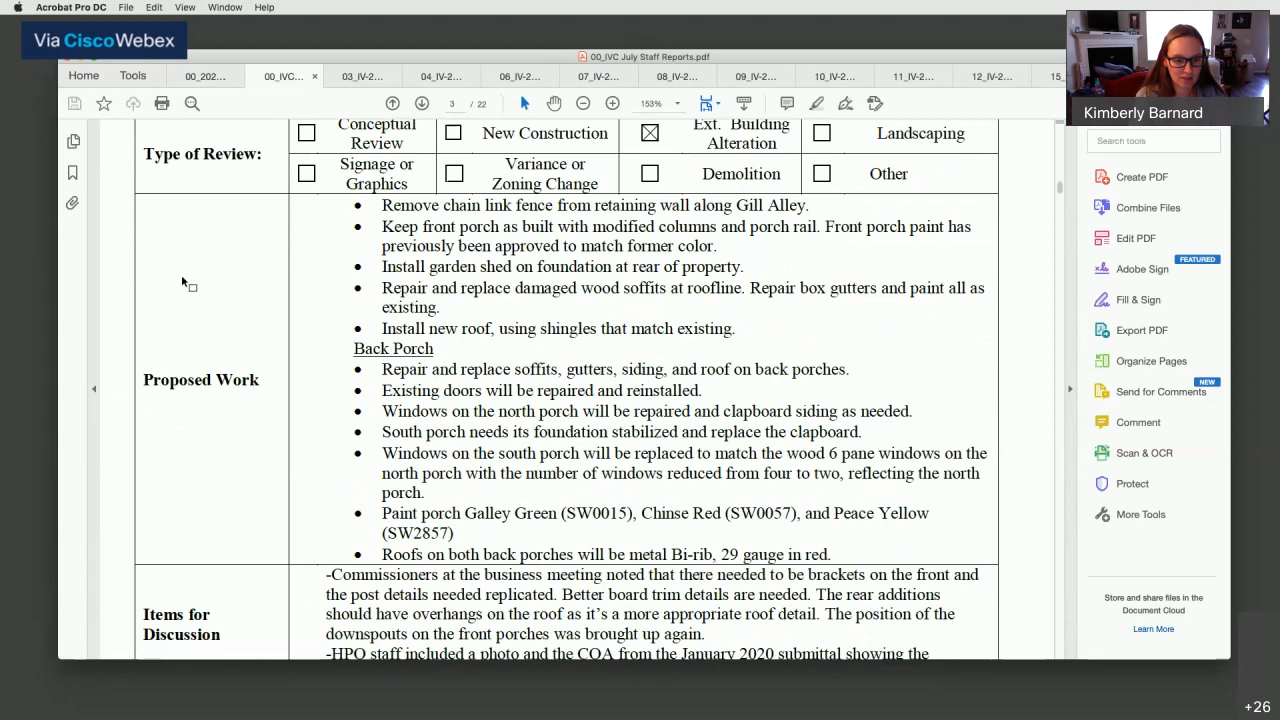 Acrobat Pro DC File Edit View Window Help
Via Cisco Webex
00_IVC July Staff Reports.pdf
Home Tools 00_202... 00_IVC... × 03_IV-2... 04_IV-2... 06_IV-2... 07_IV-2... 08_IV-2... 09_IV-2... 10_IV-2... 11_IV-2... 12_IV-2... 15_
3 / 22 153%
Kimberly Barnard
Type of Review:
Conceptual Review
New Construction
Ext. Building Alteration
Landscaping
Signage or Graphics
Variance or Zoning Change
Demolition
Other
Proposed Work
• Remove chain link fence from retaining wall along Gill Alley.
• Keep front porch as built with modified columns and porch rail. Front porch paint has
previously been approved to match former color.
• Install garden shed on foundation at rear of property.
• Repair and replace damaged wood soffits at roofline. Repair box gutters and paint all as
existing.
• Install new roof, using shingles that match existing.
Back Porch
• Repair and replace soffits, gutters, siding, and roof on back porches.
• Existing doors will be repaired and reinstalled.
• Windows on the north porch will be repaired and clapboard siding as needed.
• South porch needs its foundation stabilized and replace the clapboard.
• Windows on the south porch will be replaced to match the wood 6 pane windows on the
north porch with the number of windows reduced from four to two, reflecting the north
porch.
• Paint porch Galley Green (SW0015), Chinse Red (SW0057), and Peace Yellow
(SW2857)
• Roofs on both back porches will be metal Bi-rib, 29 gauge in red.
Items for
Discussion
-Commissioners at the business meeting noted that there needed to be brackets on the front and
the post details needed replicated. Better board trim details are needed. The rear additions
should have overhangs on the roof as it's a more appropriate roof detail. The position of the
downspouts on the front porches was brought up again.
-HPO staff included a photo and the COA from the January 2020 submittal showing the
Search tools
Create PDF
Combine Files
Edit PDF
FEATURED
Adobe Sign
Fill & Sign
Export PDF
Organize Pages
NEW
Send for Comments
Comment
Scan & OCR
Protect
More Tools
Store and share files in the
Document Cloud
Learn More
+26